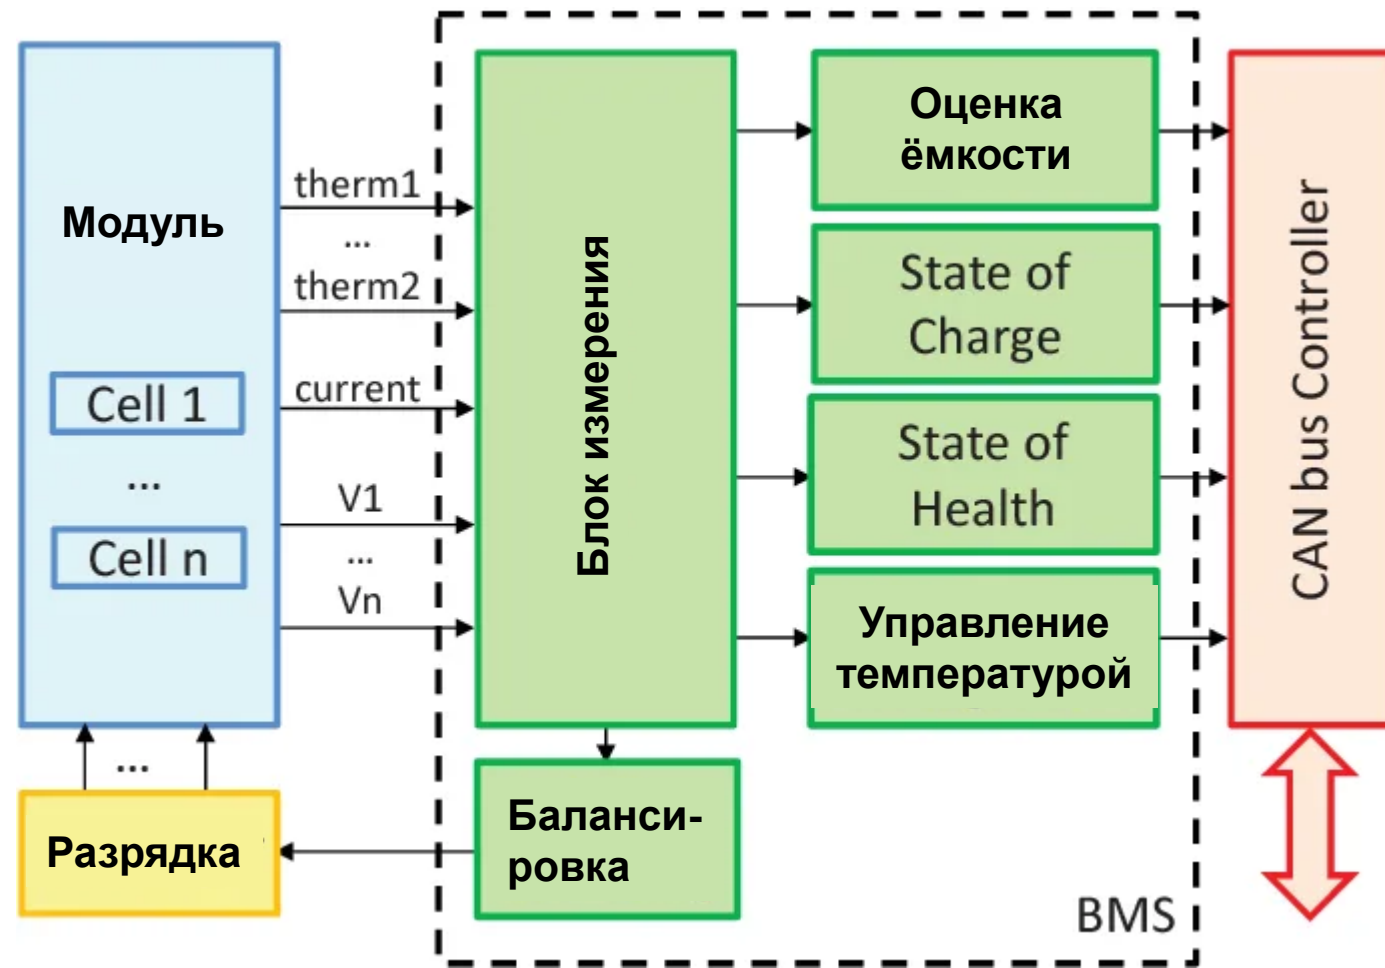 Модуль
Cell 1
...
Cell n
therm1
...
therm2
current
V1
...
Vn
Блок измерения
Оценка
ёмкости
State of
Charge
State of
Health
Управление
температурой
CAN bus Controller
...
Разрядка
Баланси-
ровка
BMS